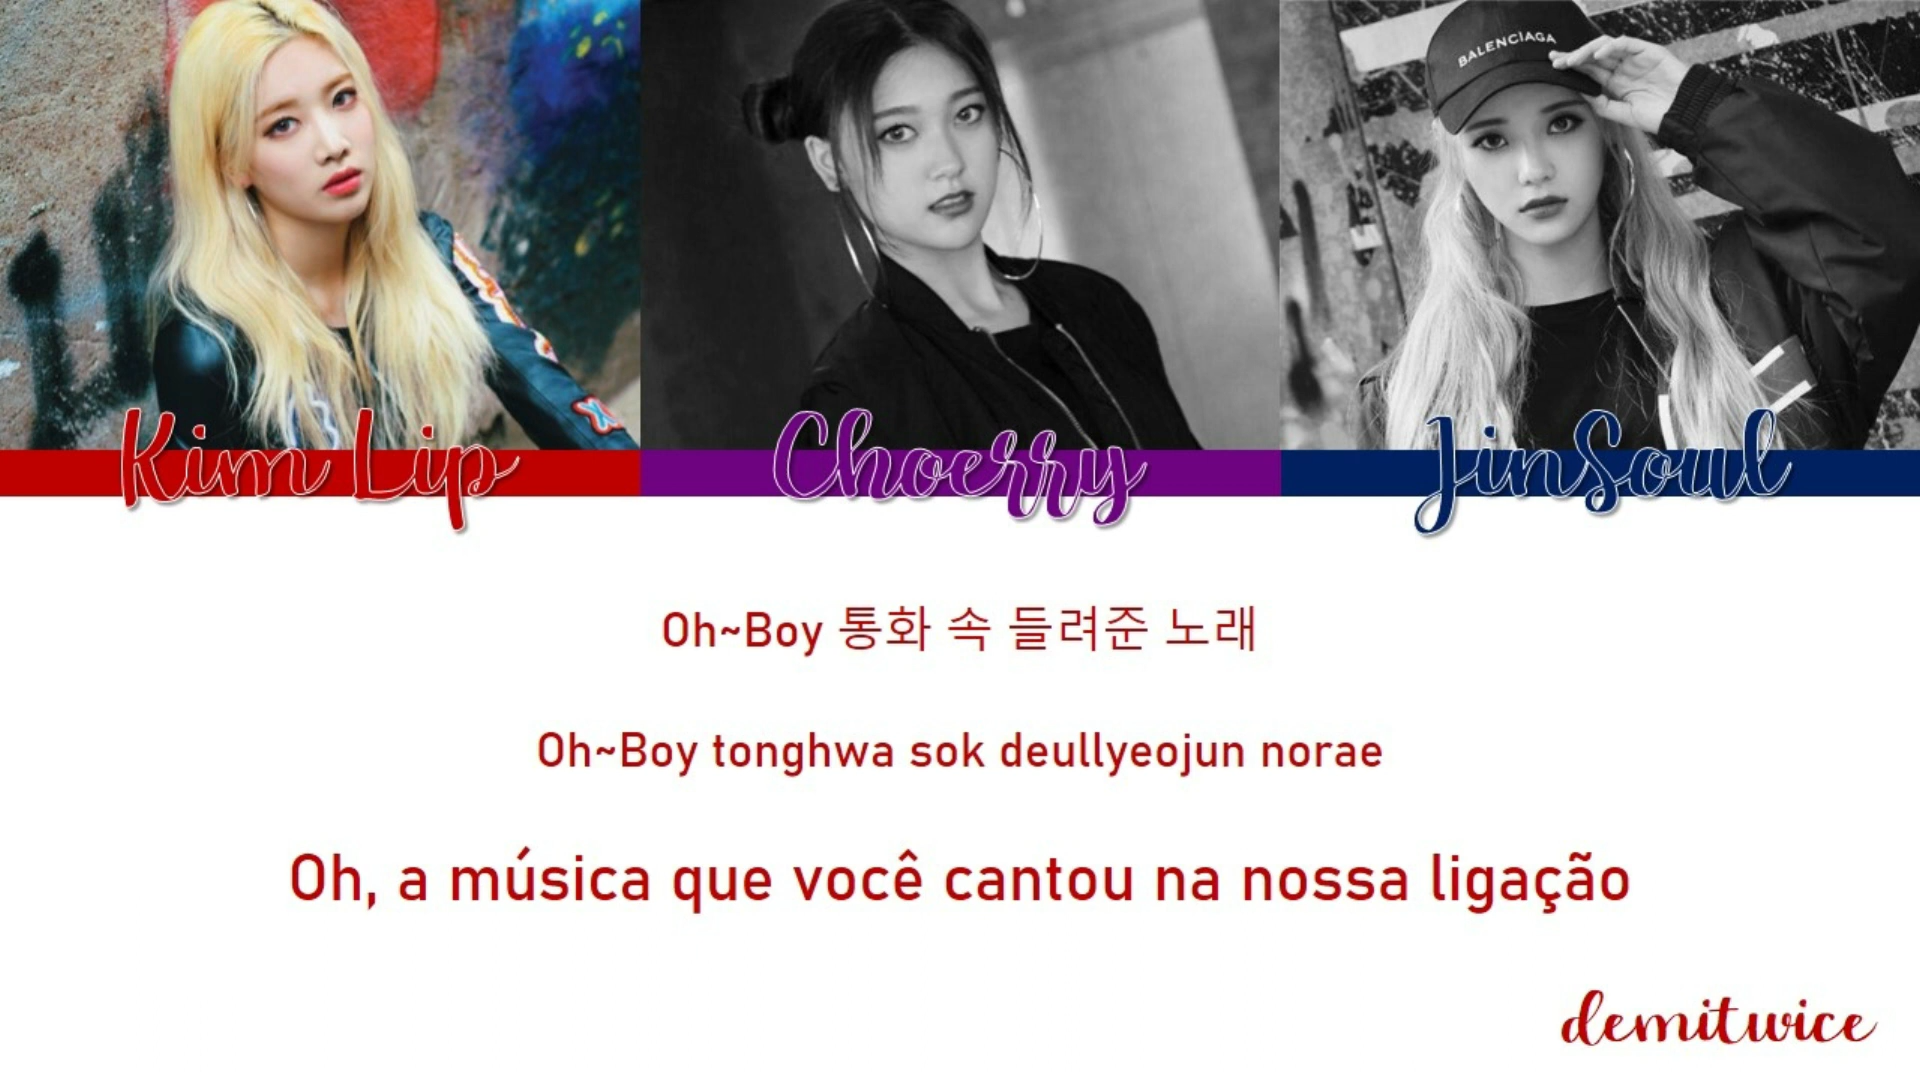 BALENCIAGA
Kim Lip
Choerry
JinSoul
Oh~Boy 통화 속 들려준 노래
Oh~Boy tonghwa sok deullyeojun norae
Oh, a música que você cantou na nossa ligação
demitwice